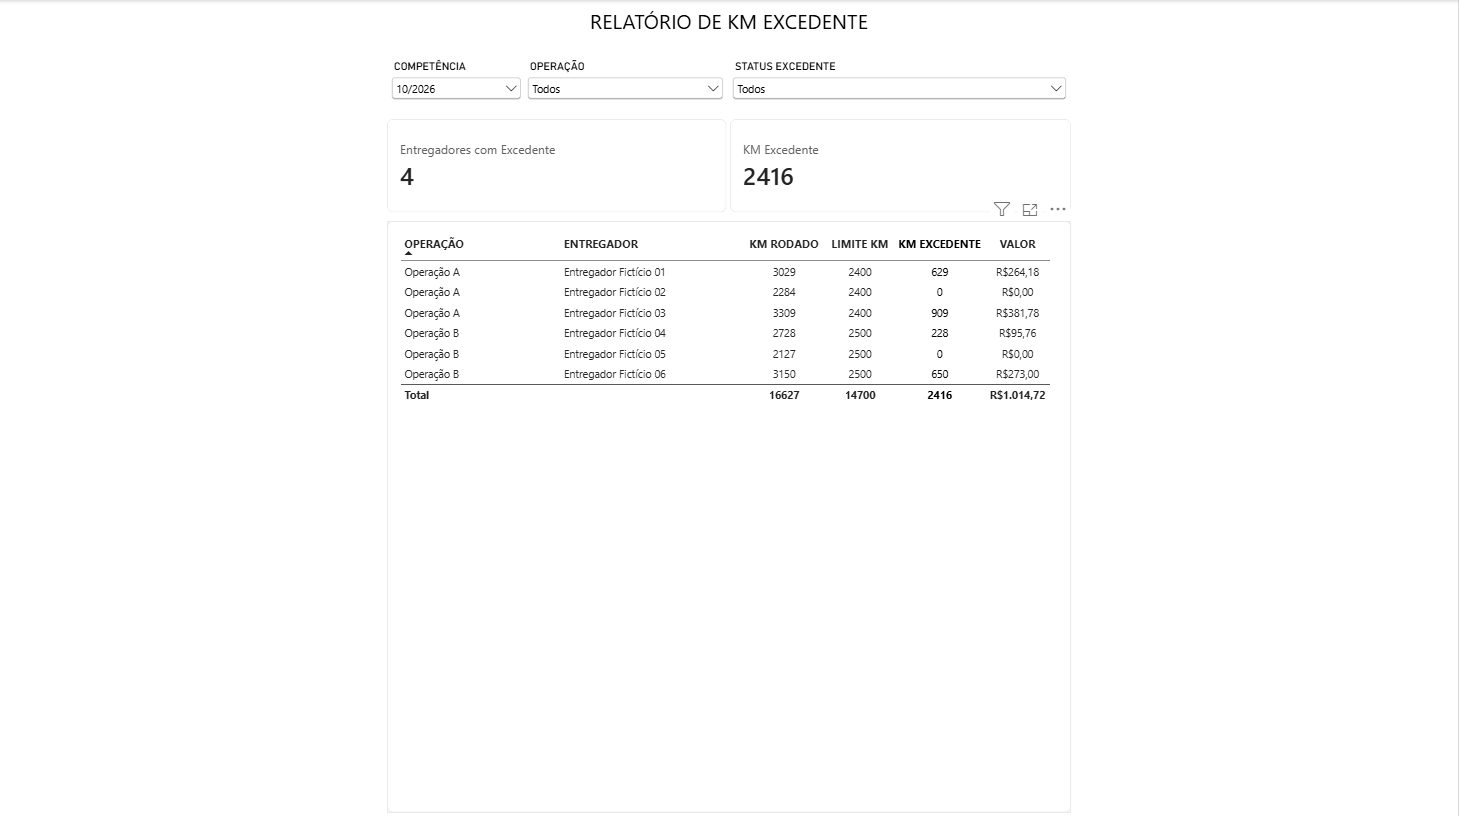 RELATÓRIO DE KM EXCEDENTE
COMPETÊNCIA OPERAÇÃO STATUS EXCEDENTE
10/2026 Todos Todos
Entregadores com Excedente KM Excedente
4 2416
OPERAÇÃO ENTREGADOR KM RODADO LIMITE KM KM EXCEDENTE VALOR
Operação A Entregador Fictício 01 3029 2400 629 R$264,18
Operação A Entregador Fictício 02 2284 2400 0 R$0,00
Operação A Entregador Fictício 03 3309 2400 909 R$381,78
Operação B Entregador Fictício 04 2728 2500 228 R$95,76
Operação B Entregador Fictício 05 2127 2500 0 R$0,00
Operação B Entregador Fictício 06 3150 2500 650 R$273,00
Total 16627 14700 2416 R$1.014,72